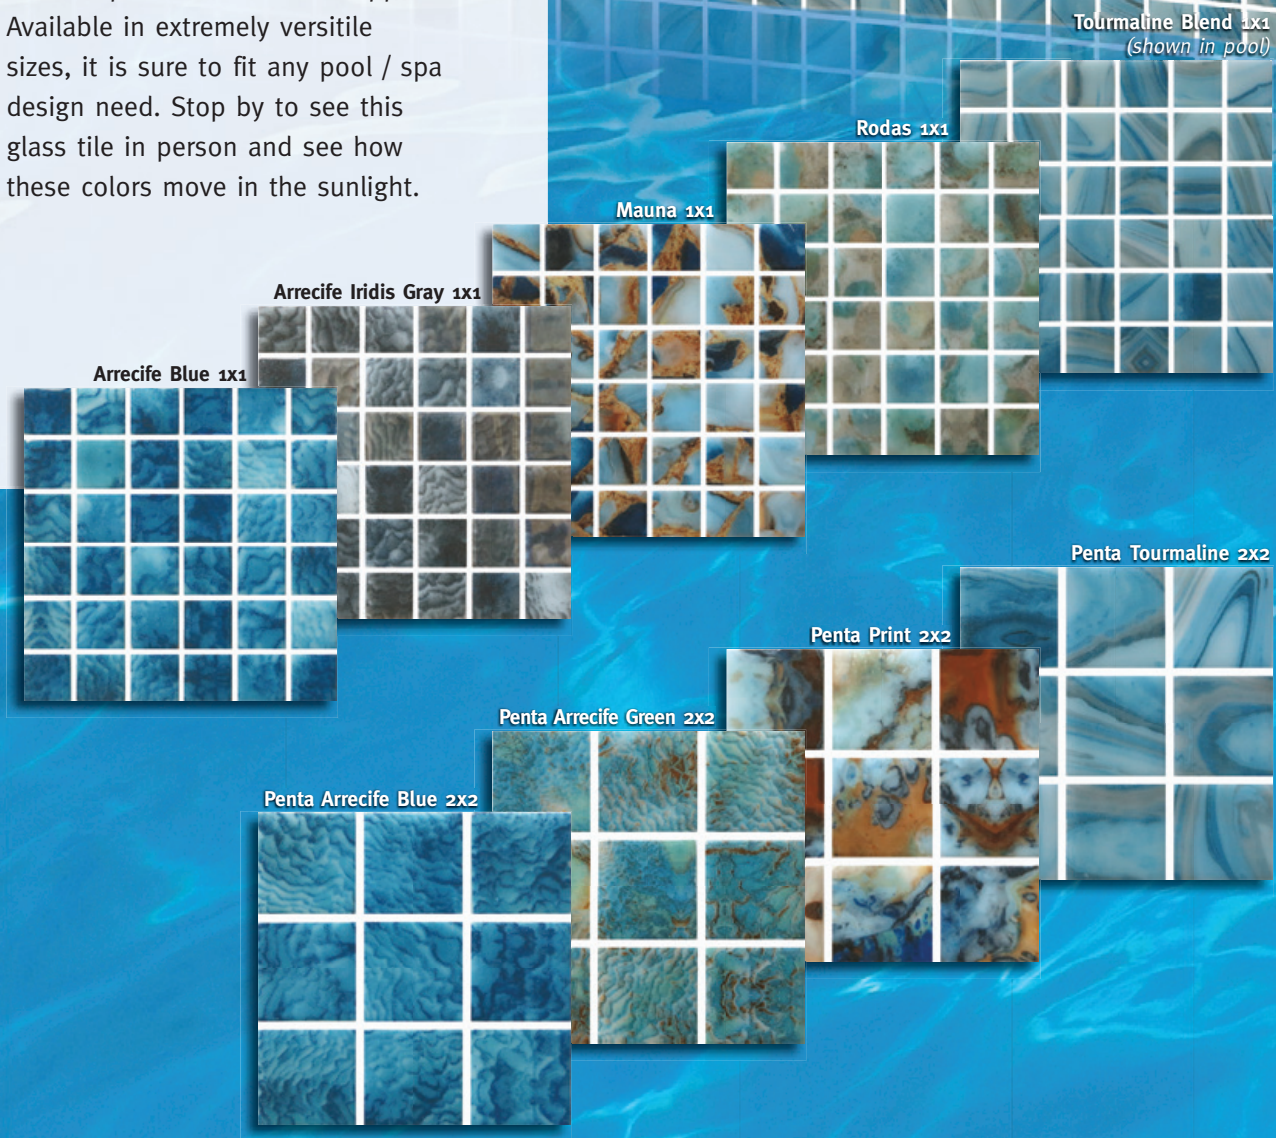 Available in extremely versitile
sizes, it is sure to fit any pool / spa
design need. Stop by to see this
glass tile in person and see how
these colors move in the sunlight.
Tourmaline Blend 1x1
(shown in pool)
Rodas 1x1
Mauna 1x1
Arrecife Iridis Gray 1x1
Arrecife Blue 1x1
Penta Tourmaline 2x2
Penta Print 2x2
Penta Arrecife Green 2x2
Penta Arrecife Blue 2x2